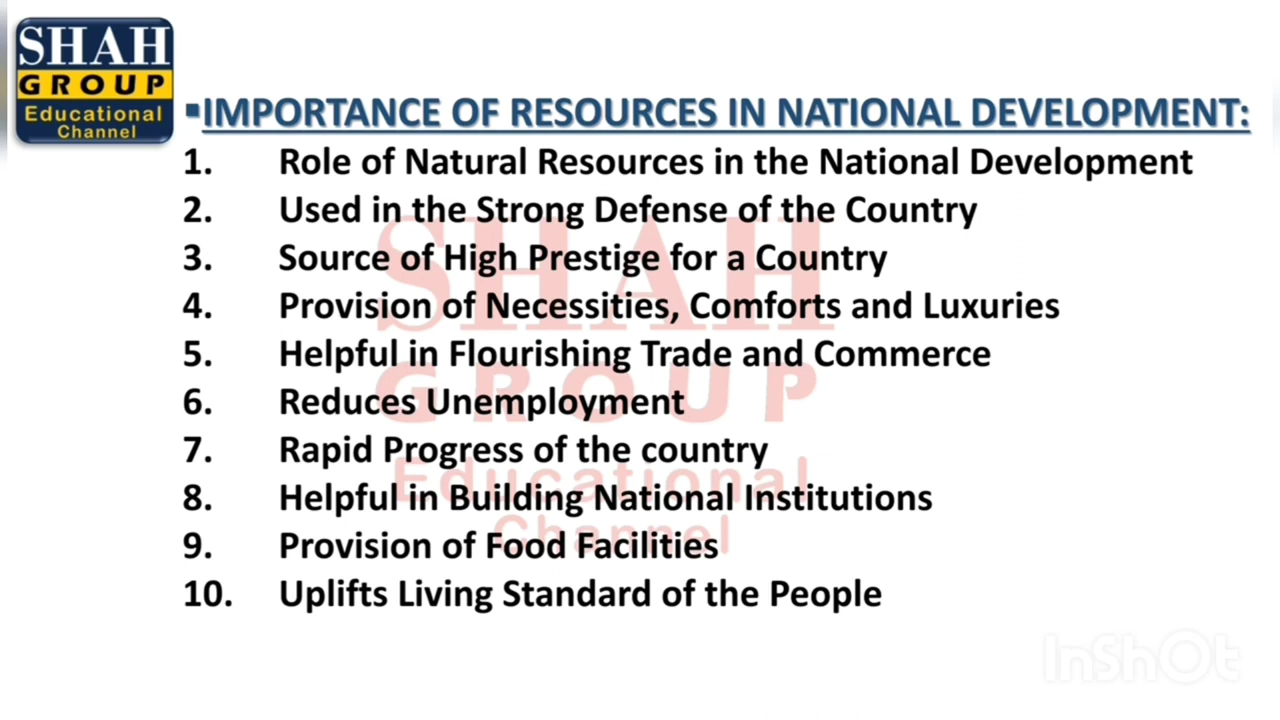 SHAH
GROUP
Educational
Channel
▪IMPORTANCE OF RESOURCES IN NATIONAL DEVELOPMENT:
1. Role of Natural Resources in the National Development
2. Used in the Strong Defense of the Country
3. Source of High Prestige for a Country
4. Provision of Necessities, Comforts and Luxuries
5. Helpful in Flourishing Trade and Commerce
6. Reduces Unemployment
7. Rapid Progress of the country
8. Helpful in Building National Institutions
9. Provision of Food Facilities
10. Uplifts Living Standard of the People
SHAH
GROUP
Educational
Channel
InShOt